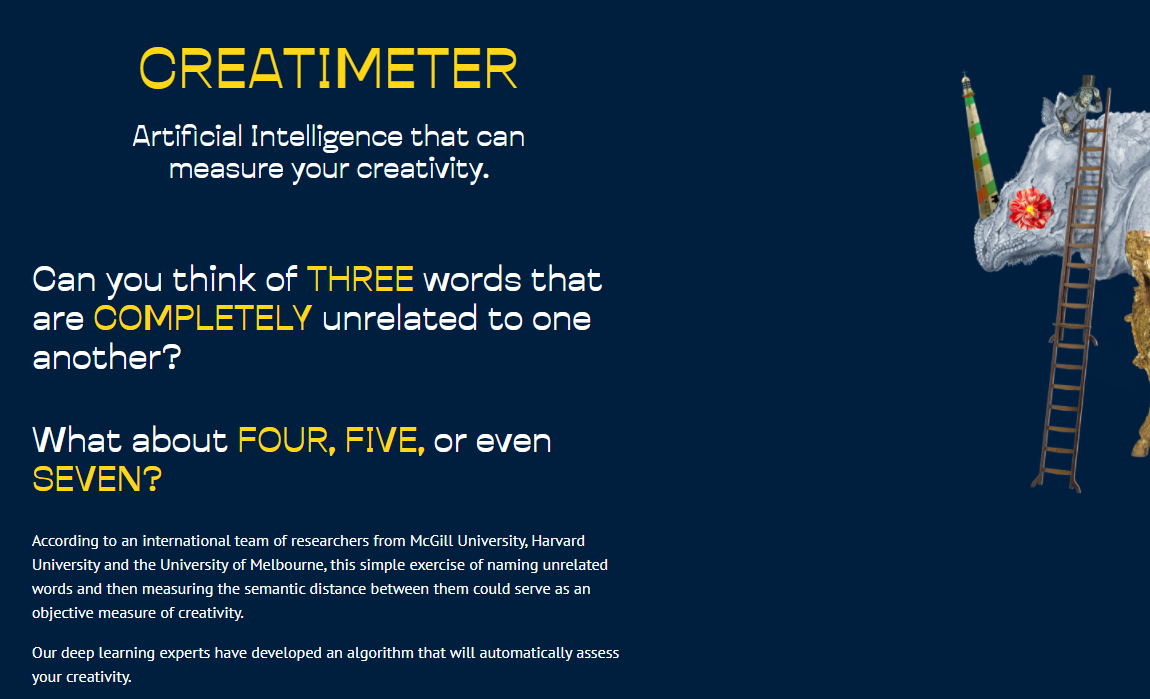 CREATIMETER
Artificial Intelligence that can
measure your creativity.
Can you think of THREE words that
are COMPLETELY unrelated to one
another?
What about FOUR, FIVE, or even
SEVEN?
According to an international team of researchers from McGill University, Harvard
University and the University of Melbourne, this simple exercise of naming unrelated
words and then measuring the semantic distance between them could serve as an
objective measure of creativity.
Our deep learning experts have developed an algorithm that will automatically assess
your creativity.